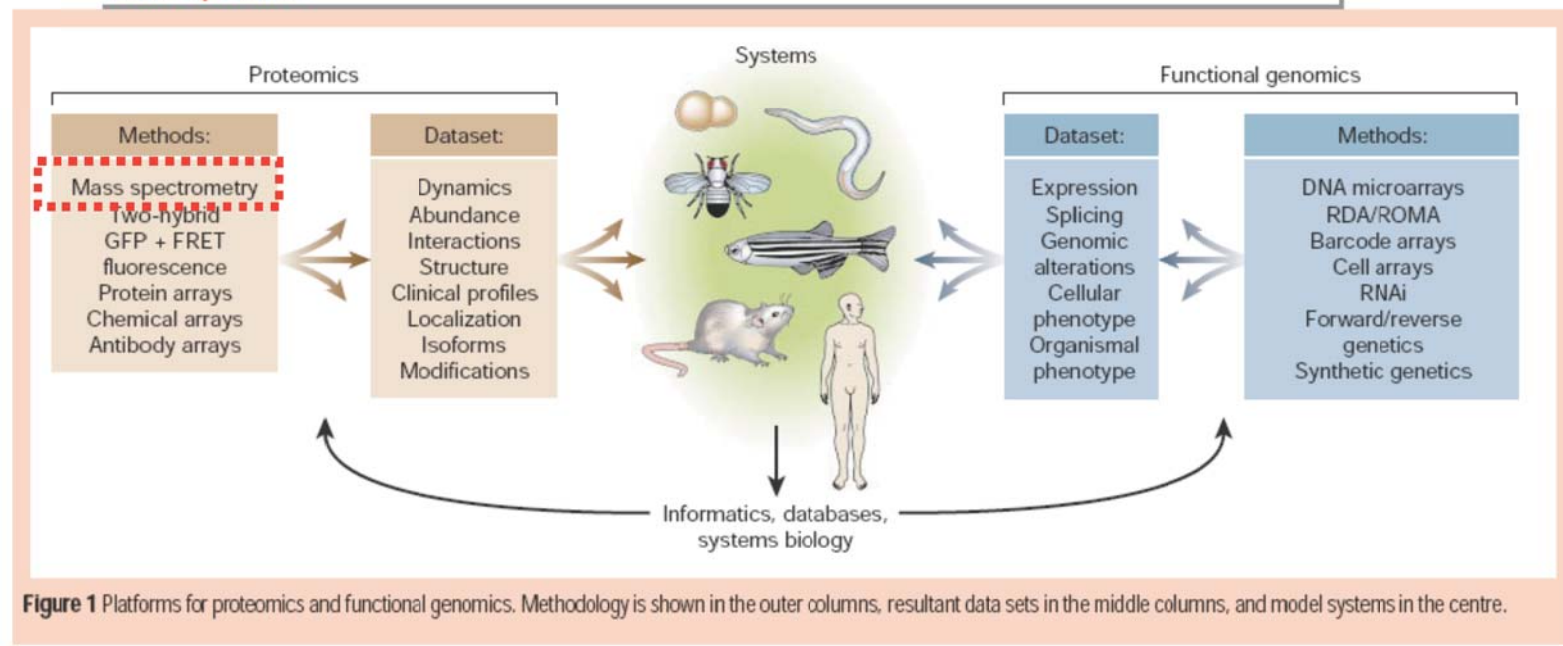 Systems
Proteomics
Functional genomics
Methods:
Mass spectrometry
Two-hybrid
GFP + FRET
fluorescence
Protein arrays
Chemical arrays
Antibody arrays
Dataset:
Dynamics
Abundance
Interactions
Structure
Clinical profiles
Localization
Isoforms
Modifications
Dataset:
Expression
Splicing
Genomic
alterations
Cellular
phenotype
Organismal
phenotype
Methods:
DNA microarrays
RDA/ROMA
Barcode arrays
Cell arrays
RNAi
Forward/reverse
genetics
Synthetic genetics
Informatics, databases,
systems biology
Figure 1 Platforms for proteomics and functional genomics. Methodology is shown in the outer columns, resultant data sets in the middle columns, and model systems in the centre.